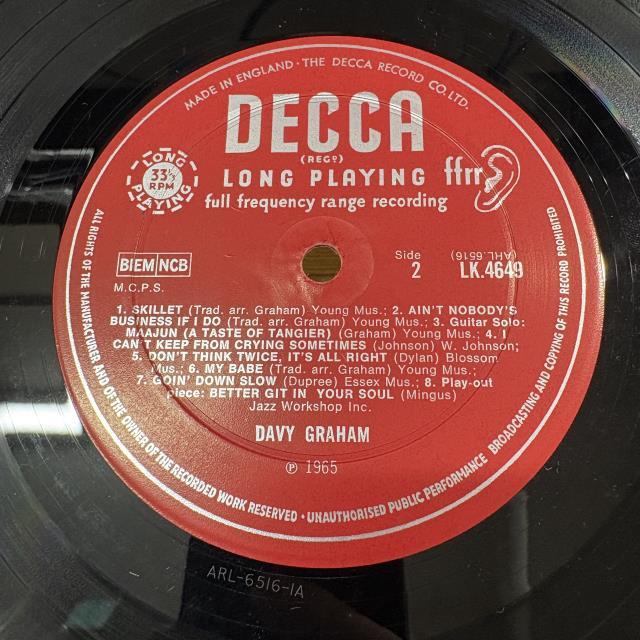 MADE IN ENGLAND · THE DECCA RECORD CO. LTD.
DECCA
(REGD)
LONG PLAYING
33⅓
RPM
LONG PLAYING
ffrr
full frequency range recording
BIEM/NCB
M.C.P.S.
Side
2
(AHL.6516)
LK.4649
1. SKILLET (Trad. arr. Graham) Young Mus.; 2. AIN'T NOBODY'S
BUSINESS IF I DO (Trad. arr. Graham) Young Mus.; 3. Guitar Solo:
MAAJUN (A TASTE OF TANGIER) (Graham) Young Mus.; 4. I
CAN'T KEEP FROM CRYING SOMETIMES (Johnson) W. Johnson;
5. DON'T THINK TWICE, IT'S ALL RIGHT (Dylan) Blossom
Mus.; 6. MY BABE (Trad. arr. Graham) Young Mus.;
7. GOIN' DOWN SLOW (Dupree) Essex Mus.; 8. Play-out
piece: BETTER GIT IN YOUR SOUL (Mingus)
Jazz Workshop Inc.
DAVY GRAHAM
℗ 1965
ALL RIGHTS OF THE MANUFACTURER AND OF THE OWNER OF THE RECORDED WORK RESERVED · UNAUTHORISED PUBLIC PERFORMANCE BROADCASTING AND COPYING OF THIS RECORD PROHIBITED
ARL-6516-1A